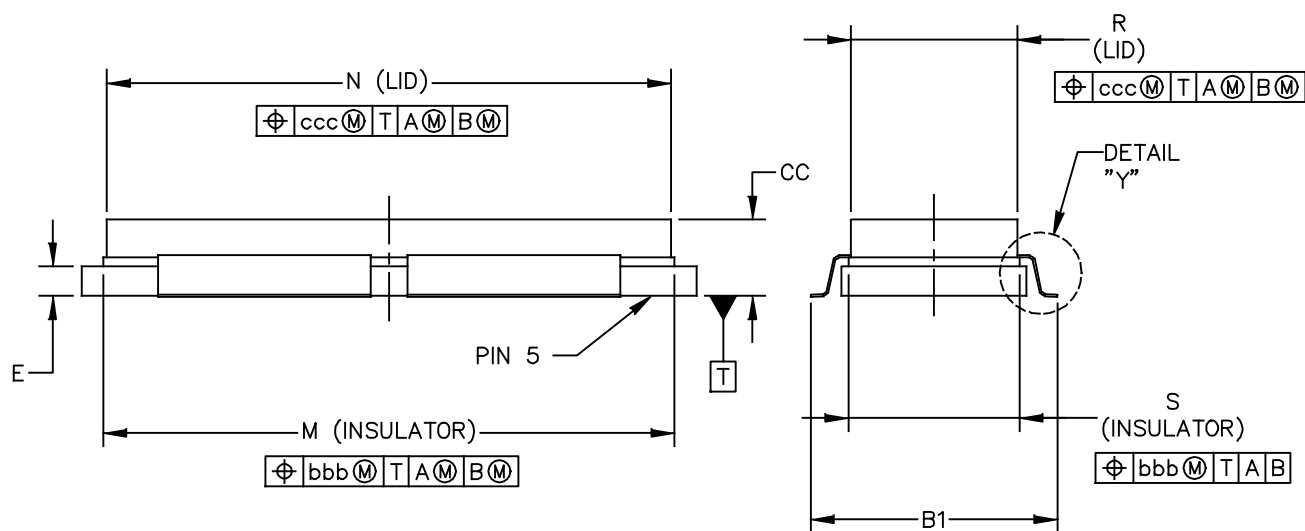 R
(LID)
⌖ ccc Ⓜ T A Ⓜ B Ⓜ
N (LID)
⌖ ccc Ⓜ T A Ⓜ B Ⓜ
DETAIL
"Y"
CC
E
PIN 5
T
M (INSULATOR)
⌖ bbb Ⓜ T A Ⓜ B Ⓜ
S
(INSULATOR)
⌖ bbb Ⓜ T A B
B1